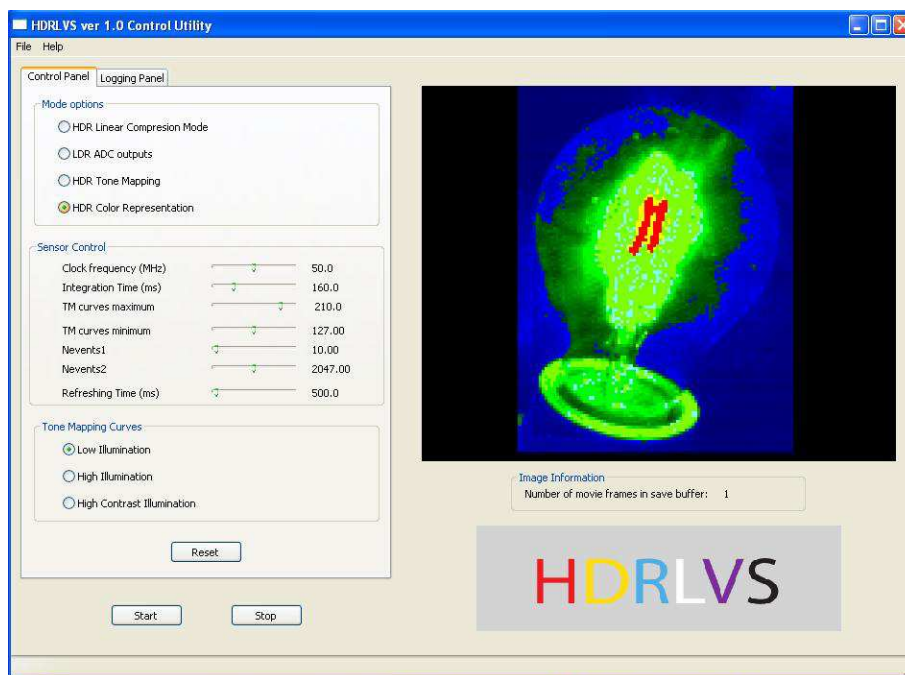 HDRLVS ver 1.0 Control Utility
File Help
Control Panel Logging Panel
Mode options
HDR Linear Compresion Mode
LDR ADC outputs
HDR Tone Mapping
HDR Color Representation
Sensor Control
Clock frequency (MHz) 50.0
Integration Time (ms) 160.0
TM curves maximum 210.0
TM curves minimum 127.00
Nevents1 10.00
Nevents2 2047.00
Refreshing Time (ms) 500.0
Tone Mapping Curves
Low Illumination
High Illumination
High Contrast Illumination
Reset
Start Stop
Image Information
Number of movie frames in save buffer: 1
HDRLVS